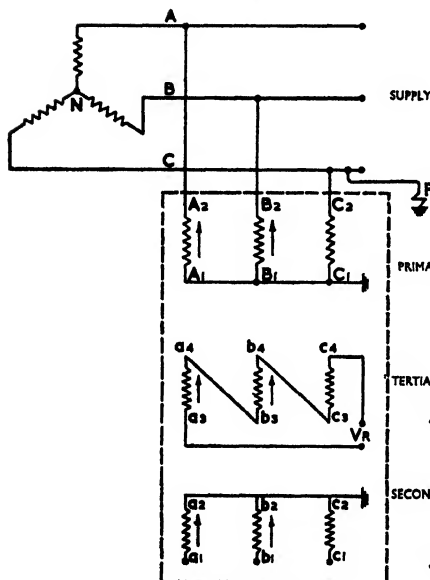 A
N
B
SUPPLY
C
F
A2 B2 C2
A1 B1 C1
PRIMA
a4 b4 c4
TERTIA
a3 b3 c3
VR
SECON
a2 b2 c2
a1 b1 c1